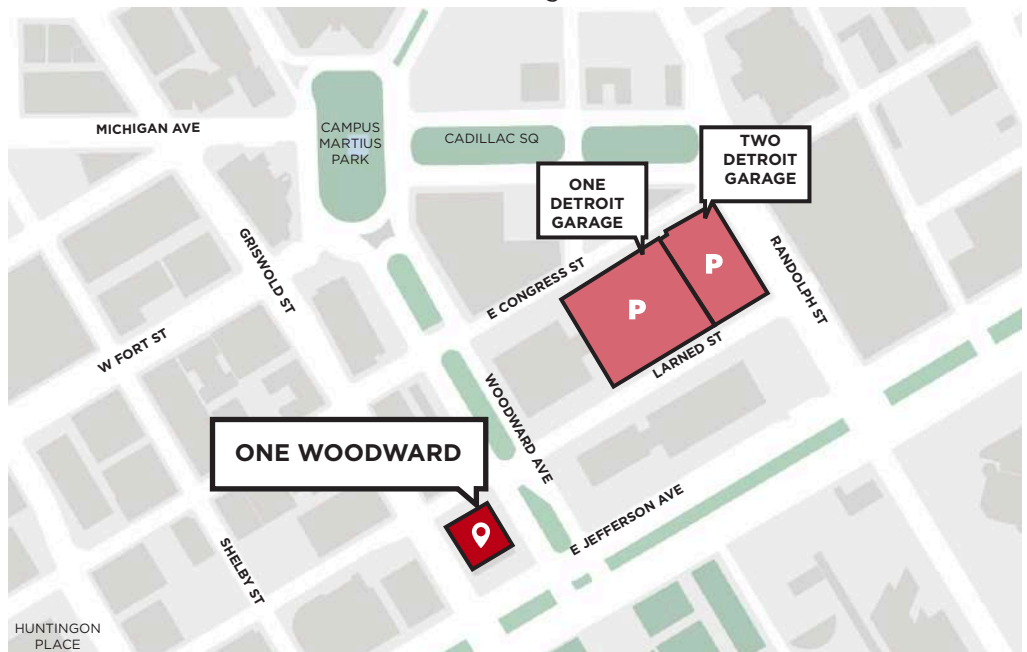 MICHIGAN AVE
CAMPUS
MARTIUS
PARK
CADILLAC SQ
TWO
DETROIT
GARAGE
ONE
DETROIT
GARAGE
GRISWOLD ST
E CONGRESS ST
P
P
RANDOLPH ST
W FORT ST
LARNED ST
WOODWARD AVE
ONE WOODWARD
E JEFFERSON AVE
SHELBY ST
HUNTINGON
PLACE